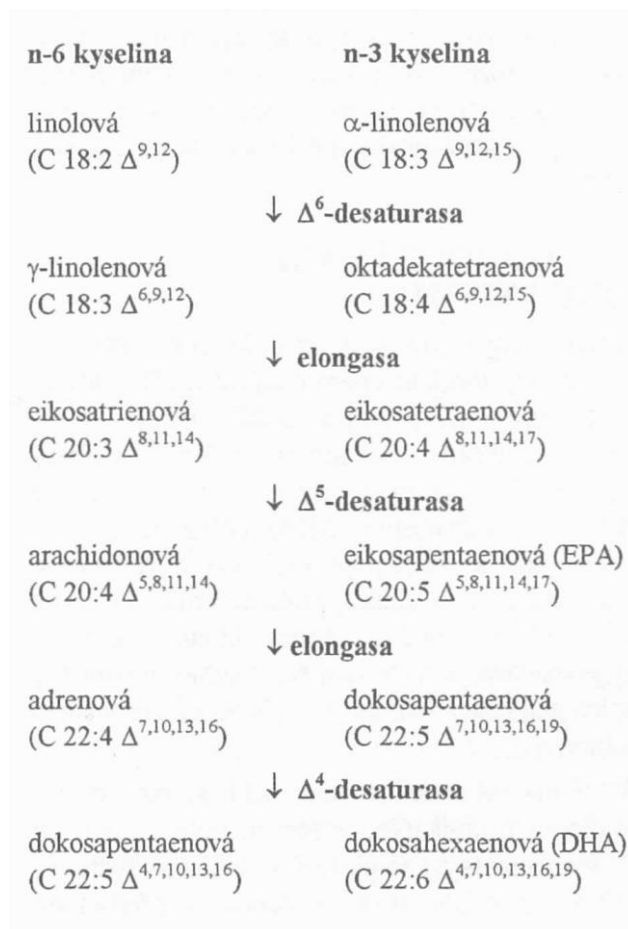 n-6 kyselina n-3 kyselina
linolová α-linolenová
(C 18:2 Δ9,12) (C 18:3 Δ9,12,15)
↓ Δ6-desaturasa
γ-linolenová oktadekatetraenová
(C 18:3 Δ6,9,12) (C 18:4 Δ6,9,12,15)
↓ elongasa
eikosatrienová eikosatetraenová
(C 20:3 Δ8,11,14) (C 20:4 Δ8,11,14,17)
↓ Δ5-desaturasa
arachidonová eikosapentaenová (EPA)
(C 20:4 Δ5,8,11,14) (C 20:5 Δ5,8,11,14,17)
↓ elongasa
adrenová dokosapentaenová
(C 22:4 Δ7,10,13,16) (C 22:5 Δ7,10,13,16,19)
↓ Δ4-desaturasa
dokosapentaenová dokosahexaenová (DHA)
(C 22:5 Δ4,7,10,13,16) (C 22:6 Δ4,7,10,13,16,19)